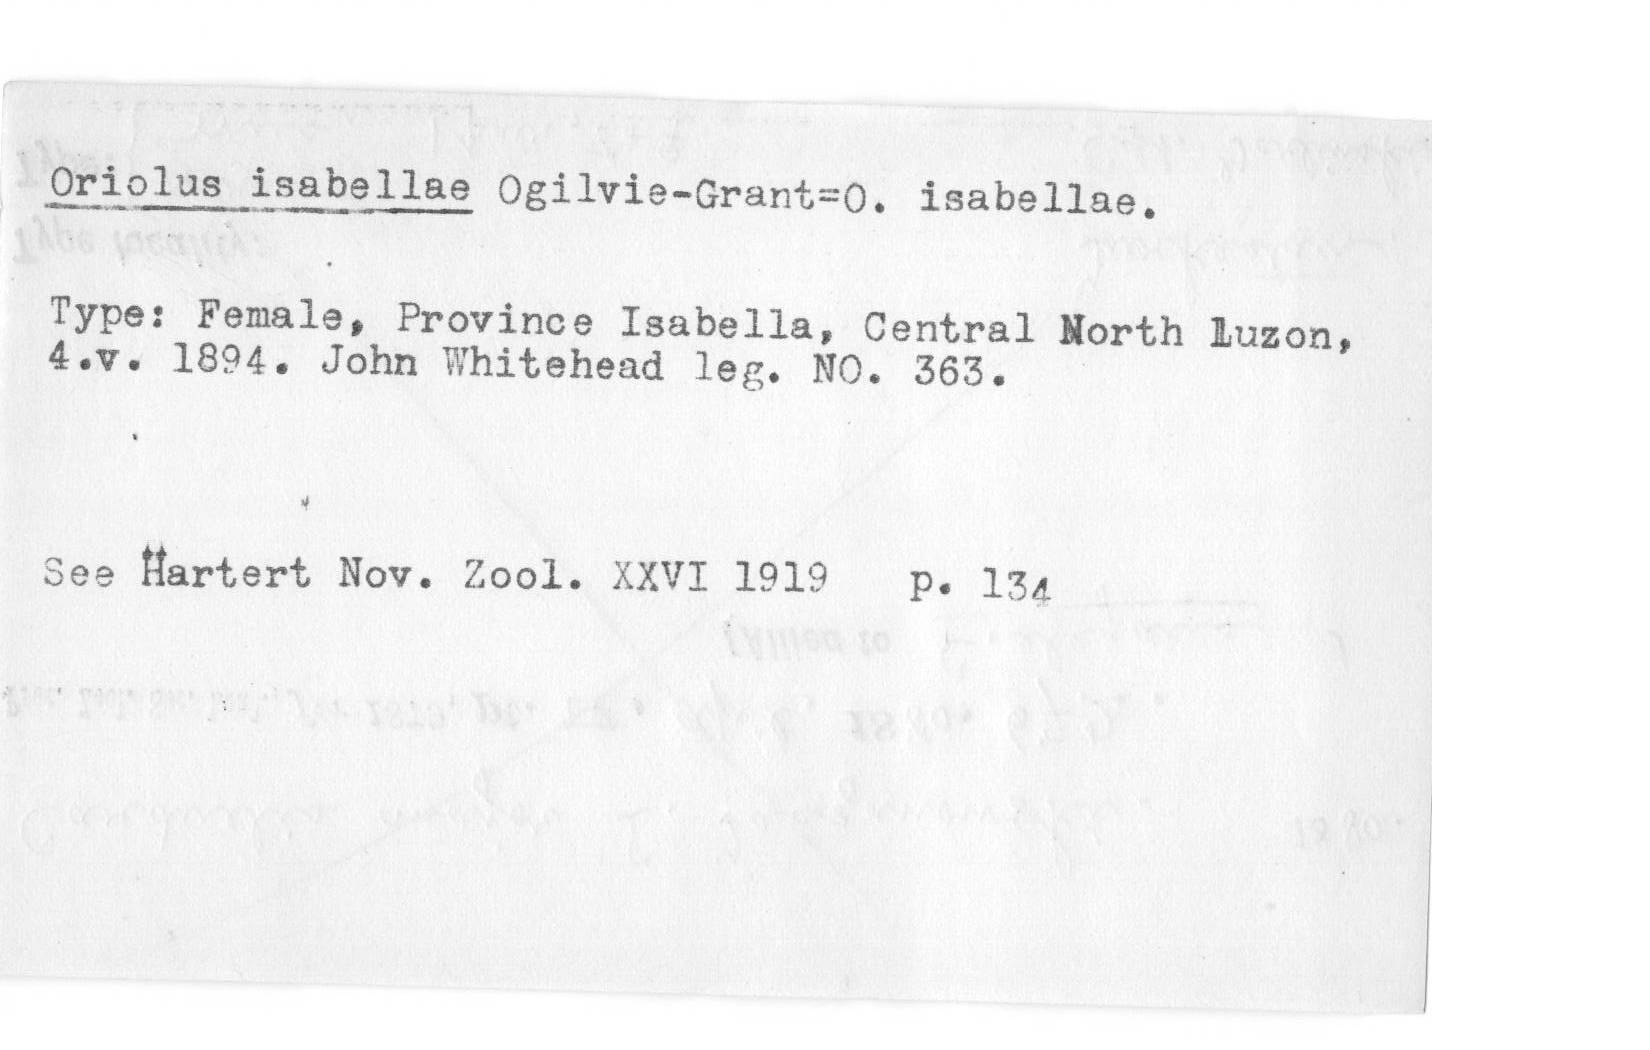 Oriolus isabellae Ogilvie-Grant=O. isabellae.
Type: Female, Province Isabella, Central North Luzon,
4.v. 1894. John Whitehead leg. NO. 363.
See Hartert Nov. Zool. XXVI 1919 p. 134